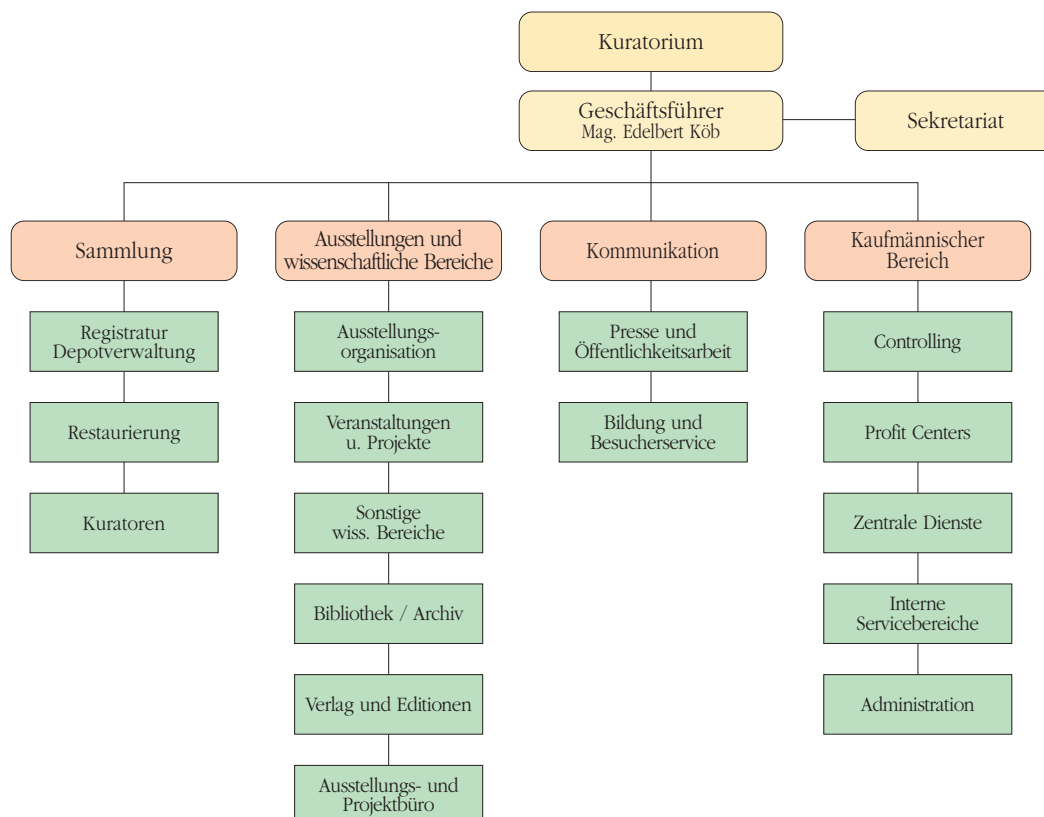 Kuratorium
Geschäftsführer
Mag. Edelbert Köb
Sekretariat
Sammlung
Ausstellungen und
wissenschaftliche Bereiche
Kommunikation
Kaufmännischer
Bereich
Registratur
Depotverwaltung
Restaurierung
Kuratoren
Ausstellungs-
organisation
Veranstaltungen
u. Projekte
Sonstige
wiss. Bereiche
Bibliothek / Archiv
Verlag und Editionen
Ausstellungs- und
Projektbüro
Presse und
Öffentlichkeitsarbeit
Bildung und
Besucherservice
Controlling
Profit Centers
Zentrale Dienste
Interne
Servicebereiche
Administration